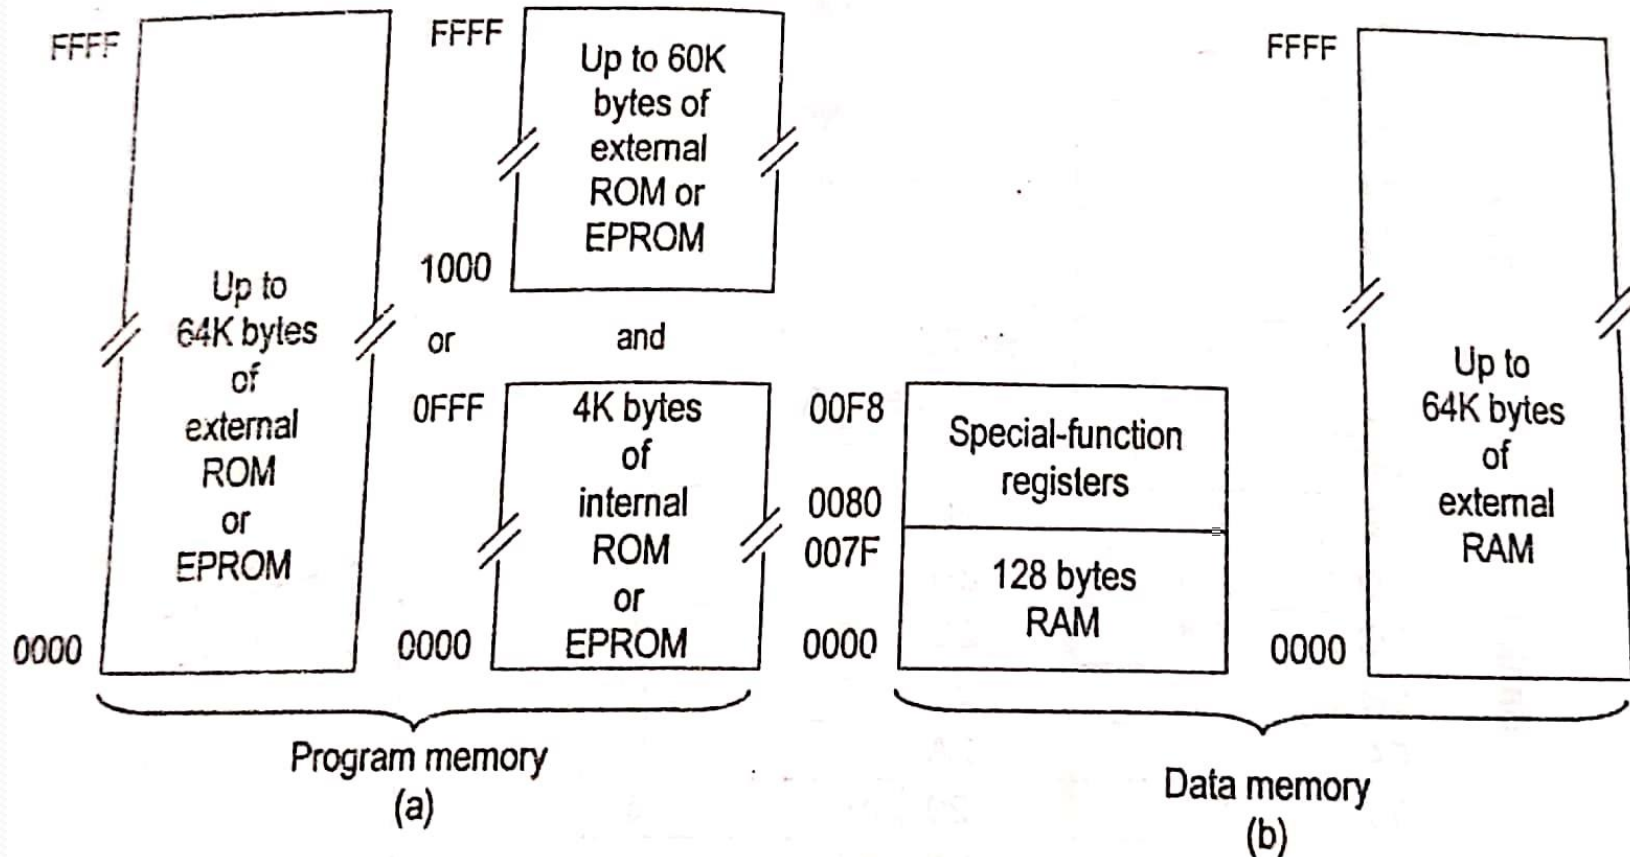 FFFF
Up to
64K bytes
of
external
ROM
or
EPROM
0000
FFFF
Up to 60K
bytes of
external
ROM or
EPROM
1000
or
and
0FFF
4K bytes
of
internal
ROM
or
EPROM
0000
Program memory
(a)
00F8
Special-function
registers
0080
007F
128 bytes
RAM
0000
FFFF
Up to
64K bytes
of
external
RAM
0000
Data memory
(b)